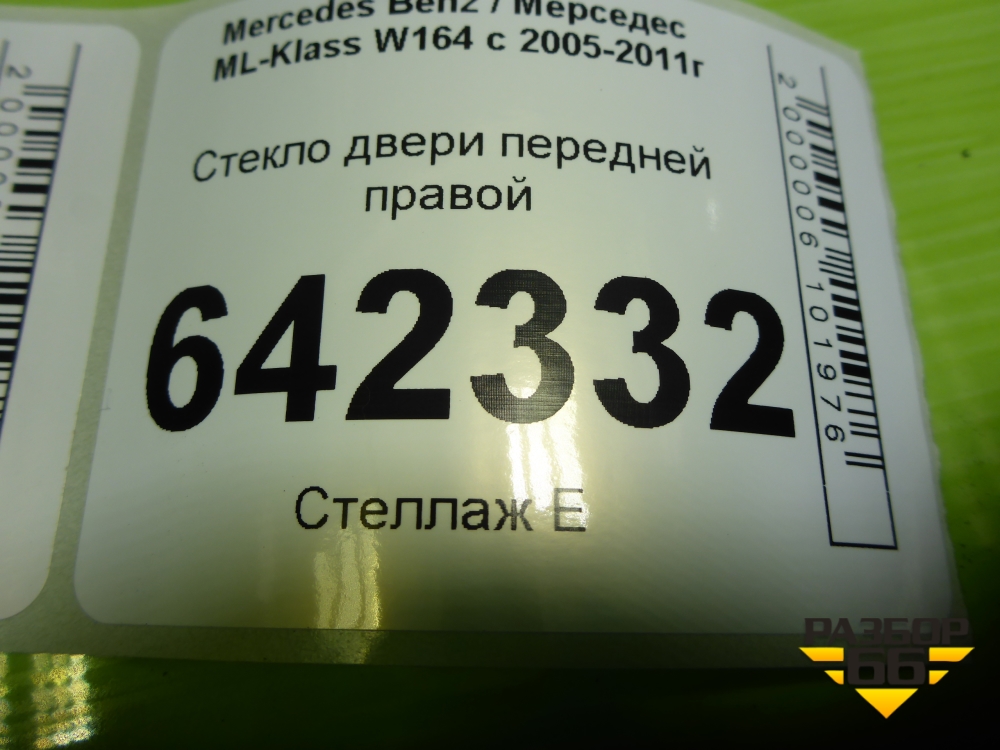 Mercedes Benz / Мерседес
ML-Klass W164 с 2005-2011г
Стекло двери передней
правой
642332
Стеллаж Е
2000006101976
РАЗБОР
66